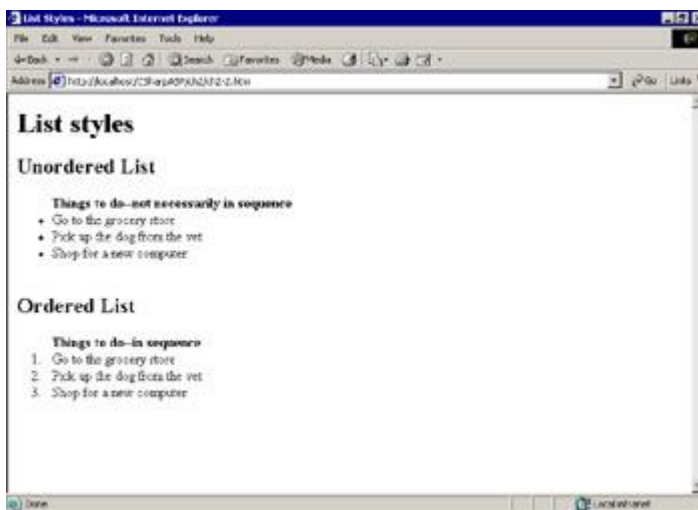 List Styles - Microsoft Internet Explorer
File Edit View Favorites Tools Help
Back Search Favorites Media
Address Go Links
List styles
Unordered List
Things to do--not necessarily in sequence
• Go to the grocery store
• Pick up the dog from the vet
• Shop for a new computer
Ordered List
Things to do--in sequence
1. Go to the grocery store
2. Pick up the dog from the vet
3. Shop for a new computer
Done Local intranet